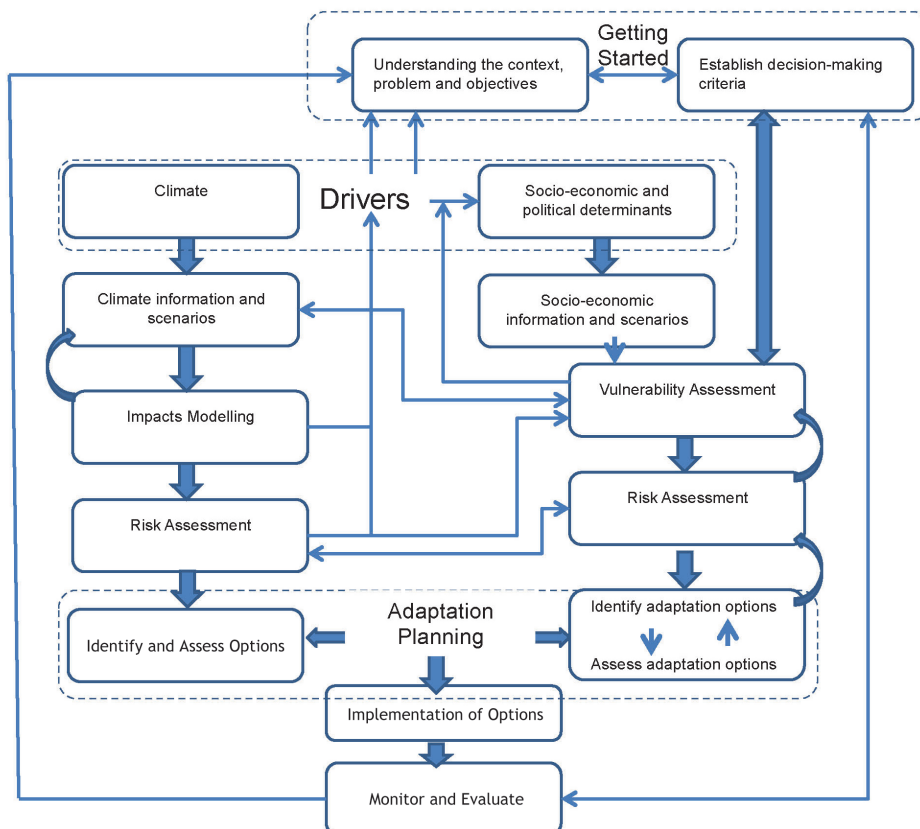 Getting
Started
Understanding the context,
problem and objectives
Establish decision-making
criteria
Climate
Drivers
Socio-economic and
political determinants
Climate information and
scenarios
Socio-economic
information and scenarios
Impacts Modelling
Vulnerability Assessment
Risk Assessment
Risk Assessment
Adaptation
Planning
Identify and Assess Options
Identify adaptation options
Assess adaptation options
Implementation of Options
Monitor and Evaluate